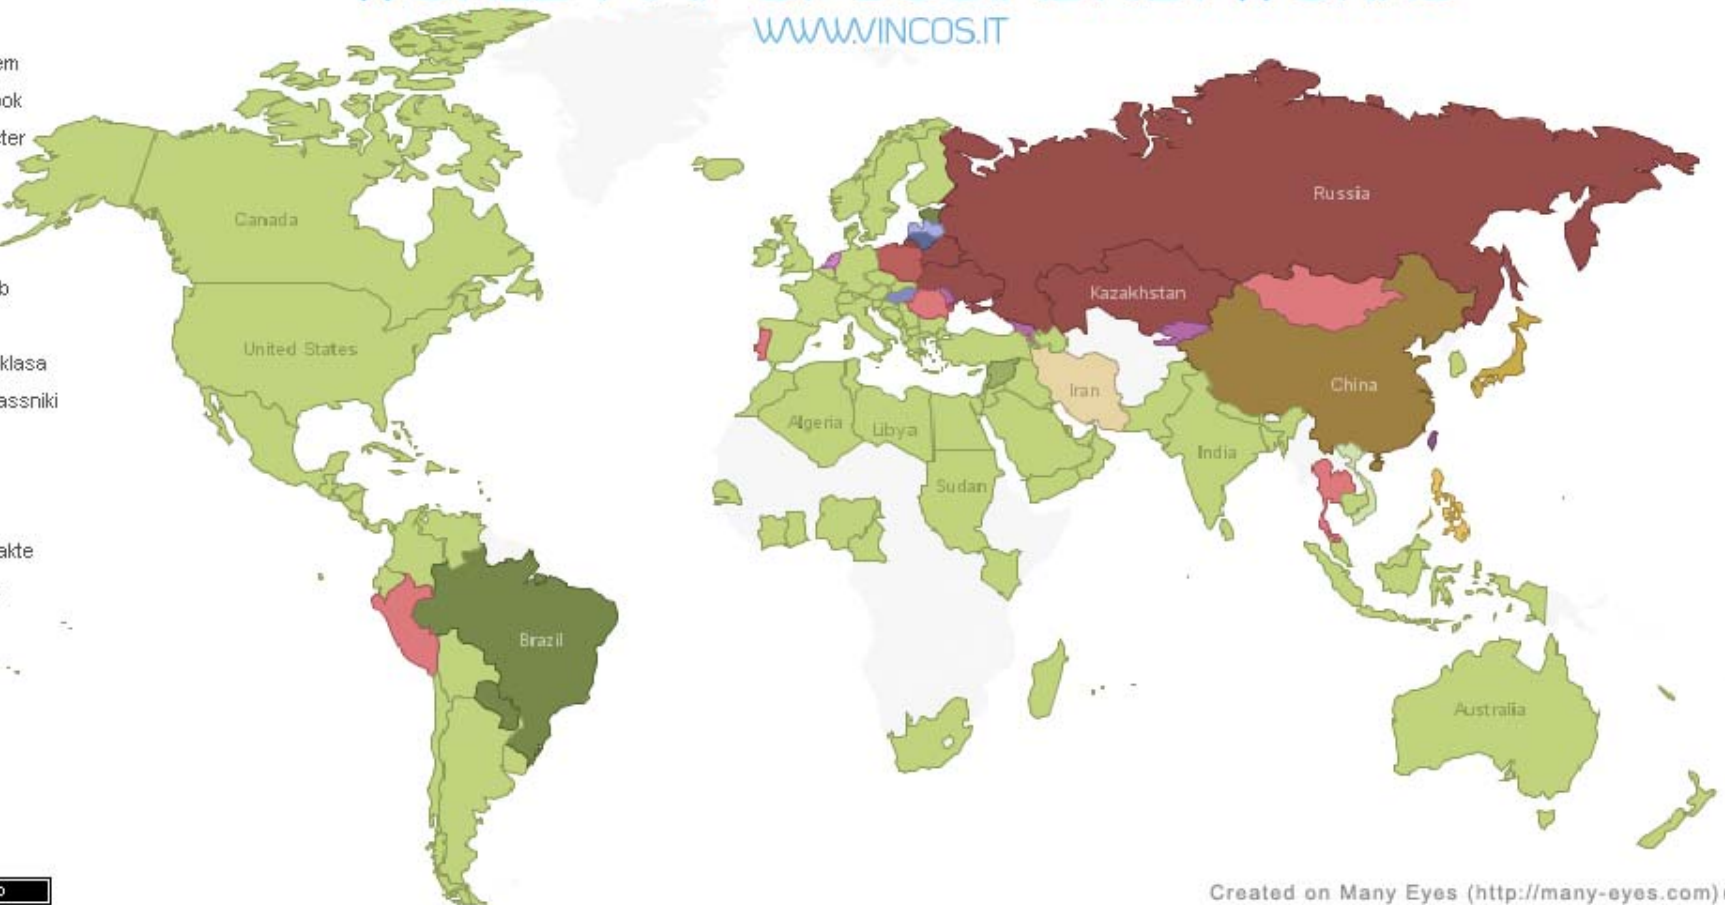 WWW.VINCOS.IT
em
ok
ter
b
klasa
assniki
akte
Canada
United States
Brazil
Russia
Kazakhstan
China
Iran
Algeria
Libya
Sudan
India
Australia
Created on Many Eyes (http://many-eyes.com)